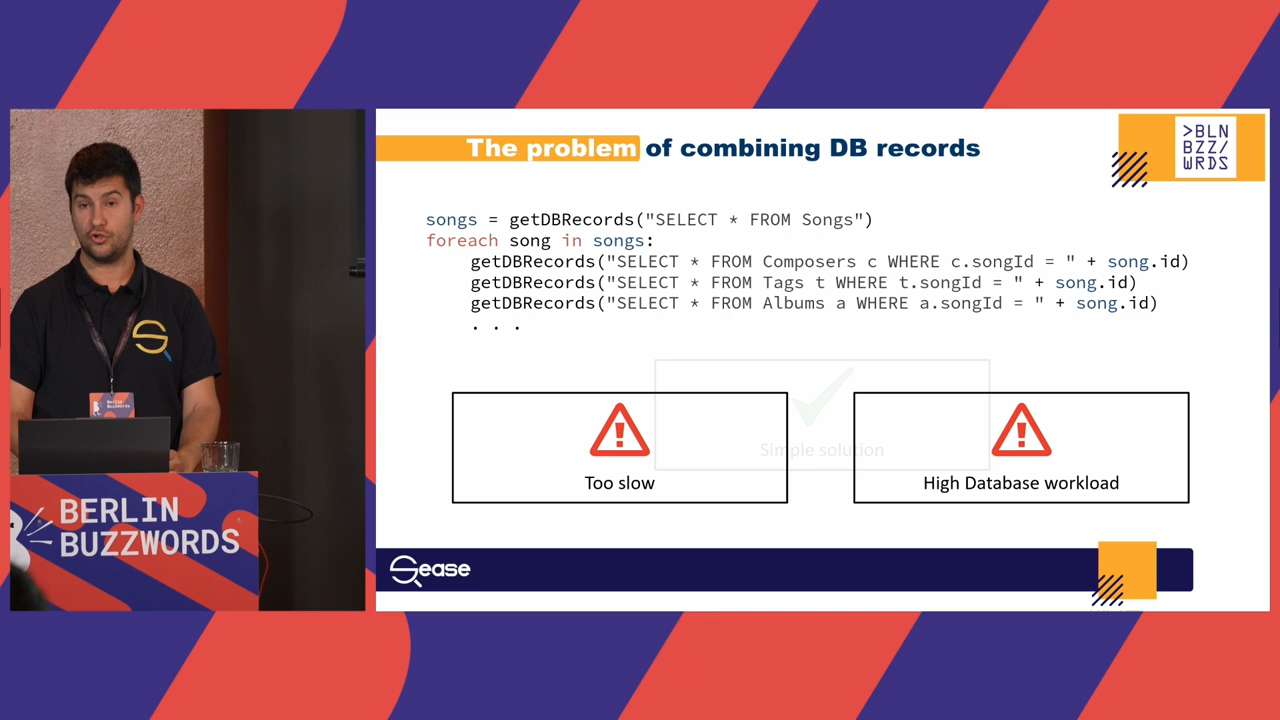 The problem of combining DB records
>BLN
BZZ/
WRDS
songs = getDBRecords("SELECT * FROM Songs")
foreach song in songs:
getDBRecords("SELECT * FROM Composers c WHERE c.songId = " + song.id)
getDBRecords("SELECT * FROM Tags t WHERE t.songId = " + song.id)
getDBRecords("SELECT * FROM Albums a WHERE a.songId = " + song.id)
. . .
Simple solution
Too slow
High Database workload
Sease
Berlin
Buzzwords
BERLIN
BUZZWORDS